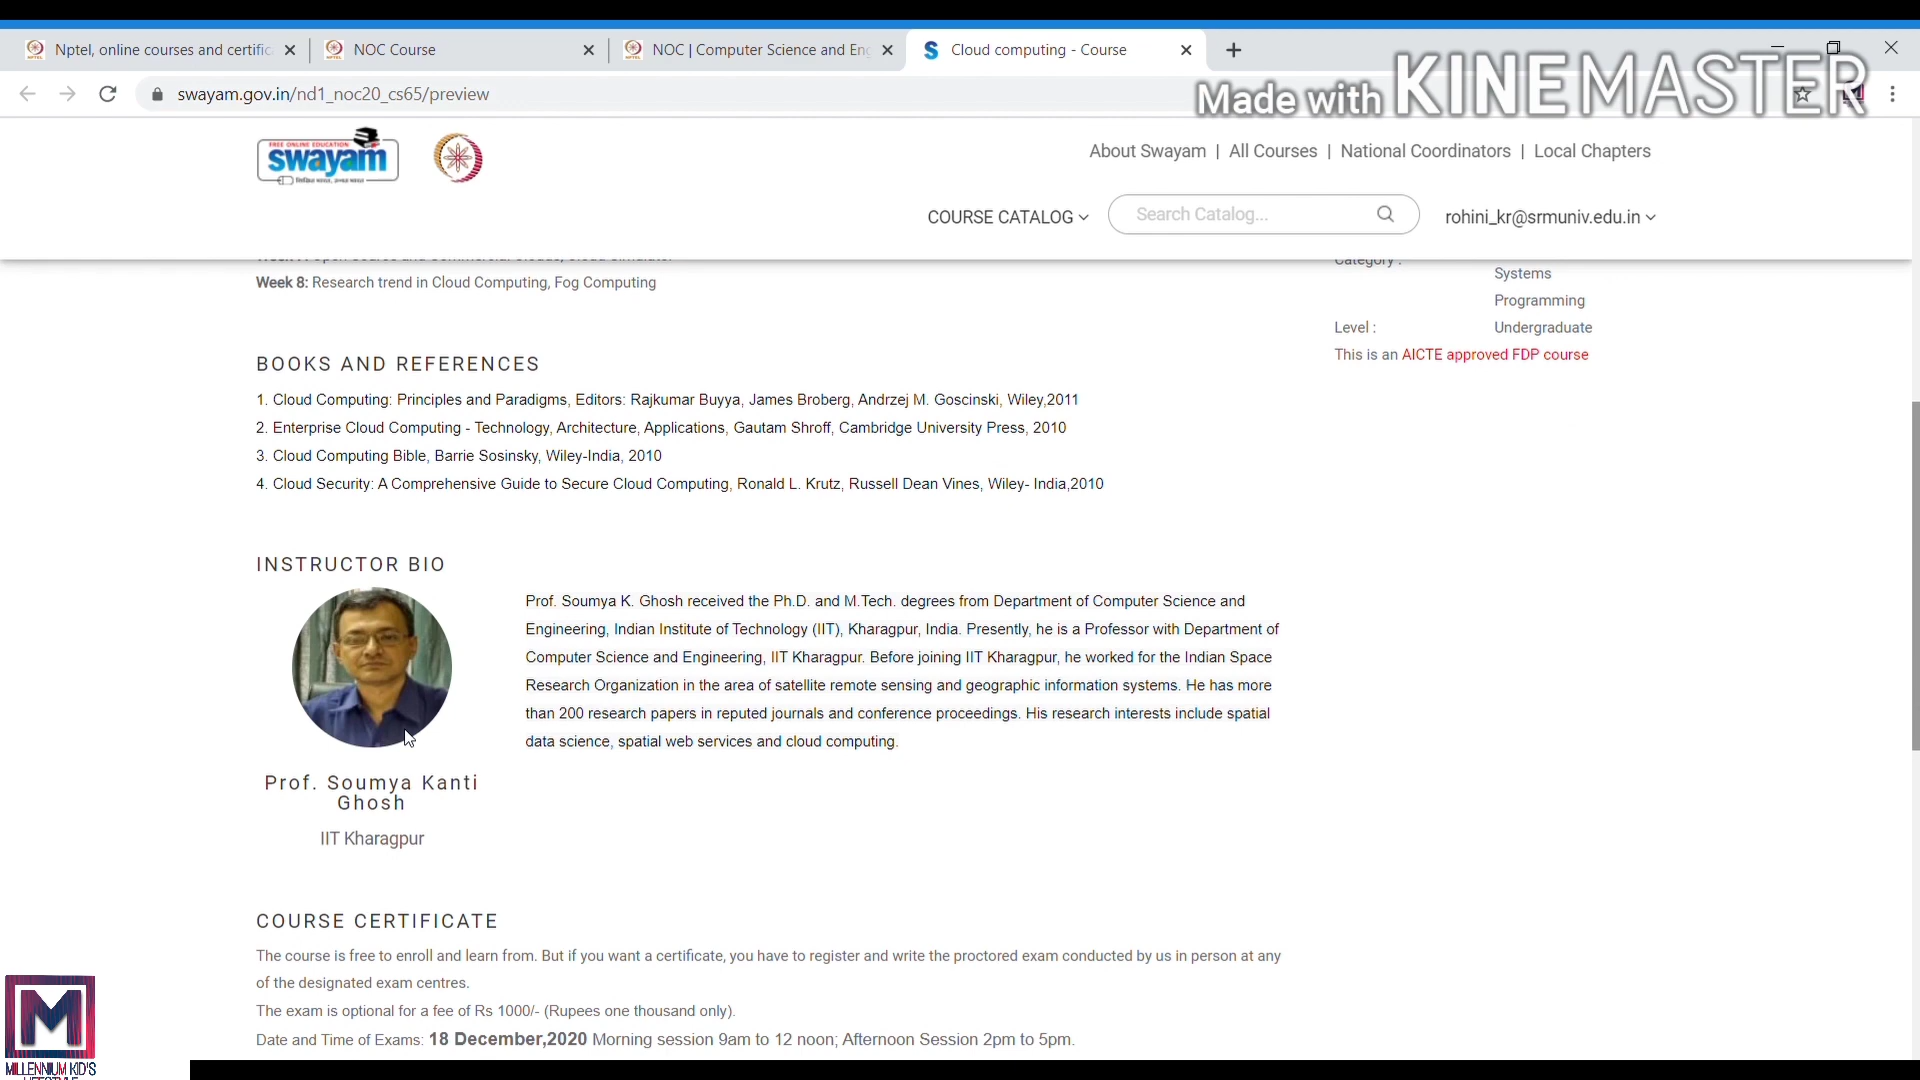 Nptel, online courses and certific
NOC Course
NOC | Computer Science and Eng
Cloud computing - Course
Made with KINEMASTER
swayam.gov.in/nd1_noc20_cs65/preview
FREE ONLINE EDUCATION
swayam
About Swayam | All Courses | National Coordinators | Local Chapters
COURSE CATALOG
Search Catalog...
rohini_kr@srmuniv.edu.in
Category :
Systems
Week 8: Research trend in Cloud Computing, Fog Computing
Programming
Level : Undergraduate
This is an AICTE approved FDP course
BOOKS AND REFERENCES
1. Cloud Computing: Principles and Paradigms, Editors: Rajkumar Buyya, James Broberg, Andrzej M. Goscinski, Wiley,2011
2. Enterprise Cloud Computing - Technology, Architecture, Applications, Gautam Shroff, Cambridge University Press, 2010
3. Cloud Computing Bible, Barrie Sosinsky, Wiley-India, 2010
4. Cloud Security: A Comprehensive Guide to Secure Cloud Computing, Ronald L. Krutz, Russell Dean Vines, Wiley- India,2010
INSTRUCTOR BIO
Prof. Soumya K. Ghosh received the Ph.D. and M.Tech. degrees from Department of Computer Science and
Engineering, Indian Institute of Technology (IIT), Kharagpur, India. Presently, he is a Professor with Department of
Computer Science and Engineering, IIT Kharagpur. Before joining IIT Kharagpur, he worked for the Indian Space
Research Organization in the area of satellite remote sensing and geographic information systems. He has more
than 200 research papers in reputed journals and conference proceedings. His research interests include spatial
data science, spatial web services and cloud computing.
Prof. Soumya Kanti
Ghosh
IIT Kharagpur
COURSE CERTIFICATE
The course is free to enroll and learn from. But if you want a certificate, you have to register and write the proctored exam conducted by us in person at any
of the designated exam centres.
The exam is optional for a fee of Rs 1000/- (Rupees one thousand only).
Date and Time of Exams: 18 December,2020 Morning session 9am to 12 noon; Afternoon Session 2pm to 5pm.
M
MILLENNIUM KID'S